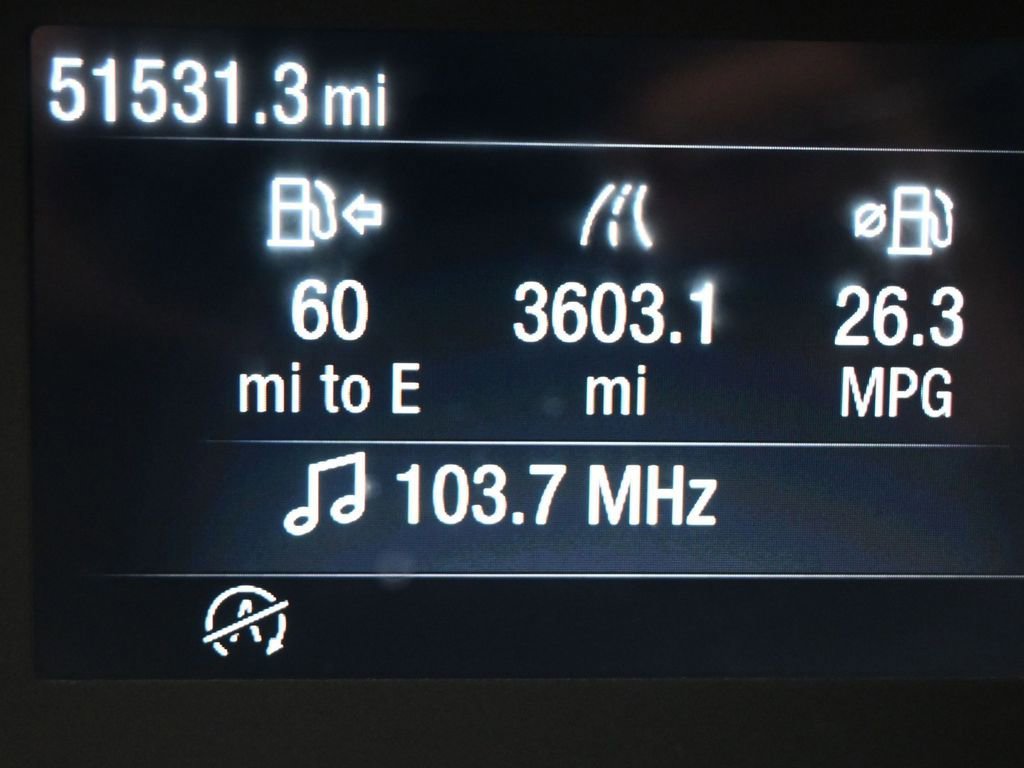 51531.3 mi
60 3603.1 26.3
mi to E mi MPG
103.7 MHz
A